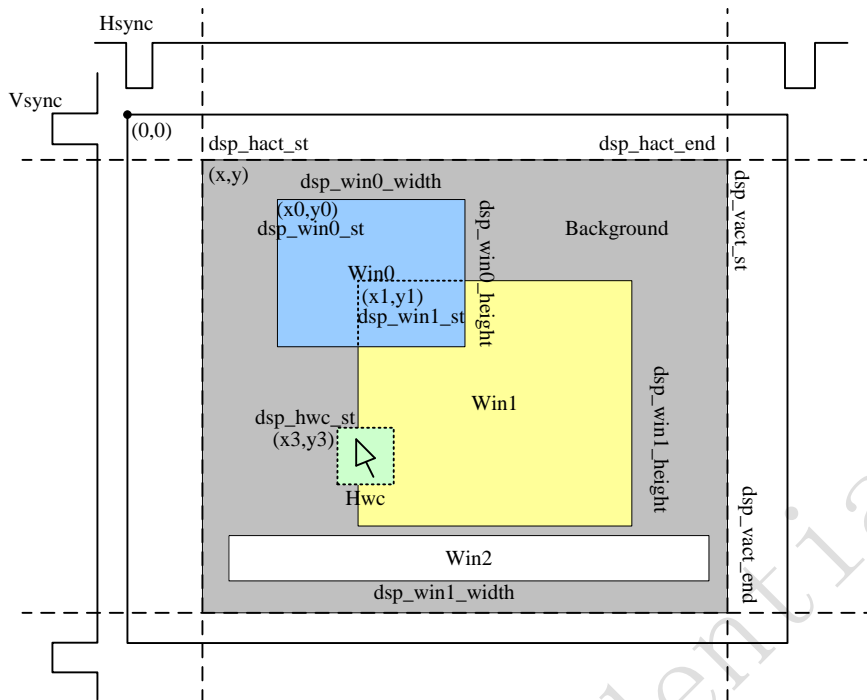 Hsync
Vsync
(0,0)
dsp_hact_st
dsp_hact_end
(x,y)
dsp_win0_width
dsp_vact_st
(x0,y0)
dsp_win0_st
dsp_win0_height
Background
Win0
(x1,y1)
dsp_win1_st
Win1
dsp_win1_height
dsp_hwc_st
(x3,y3)
Hwc
dsp_vact_end
Win2
dsp_win1_width